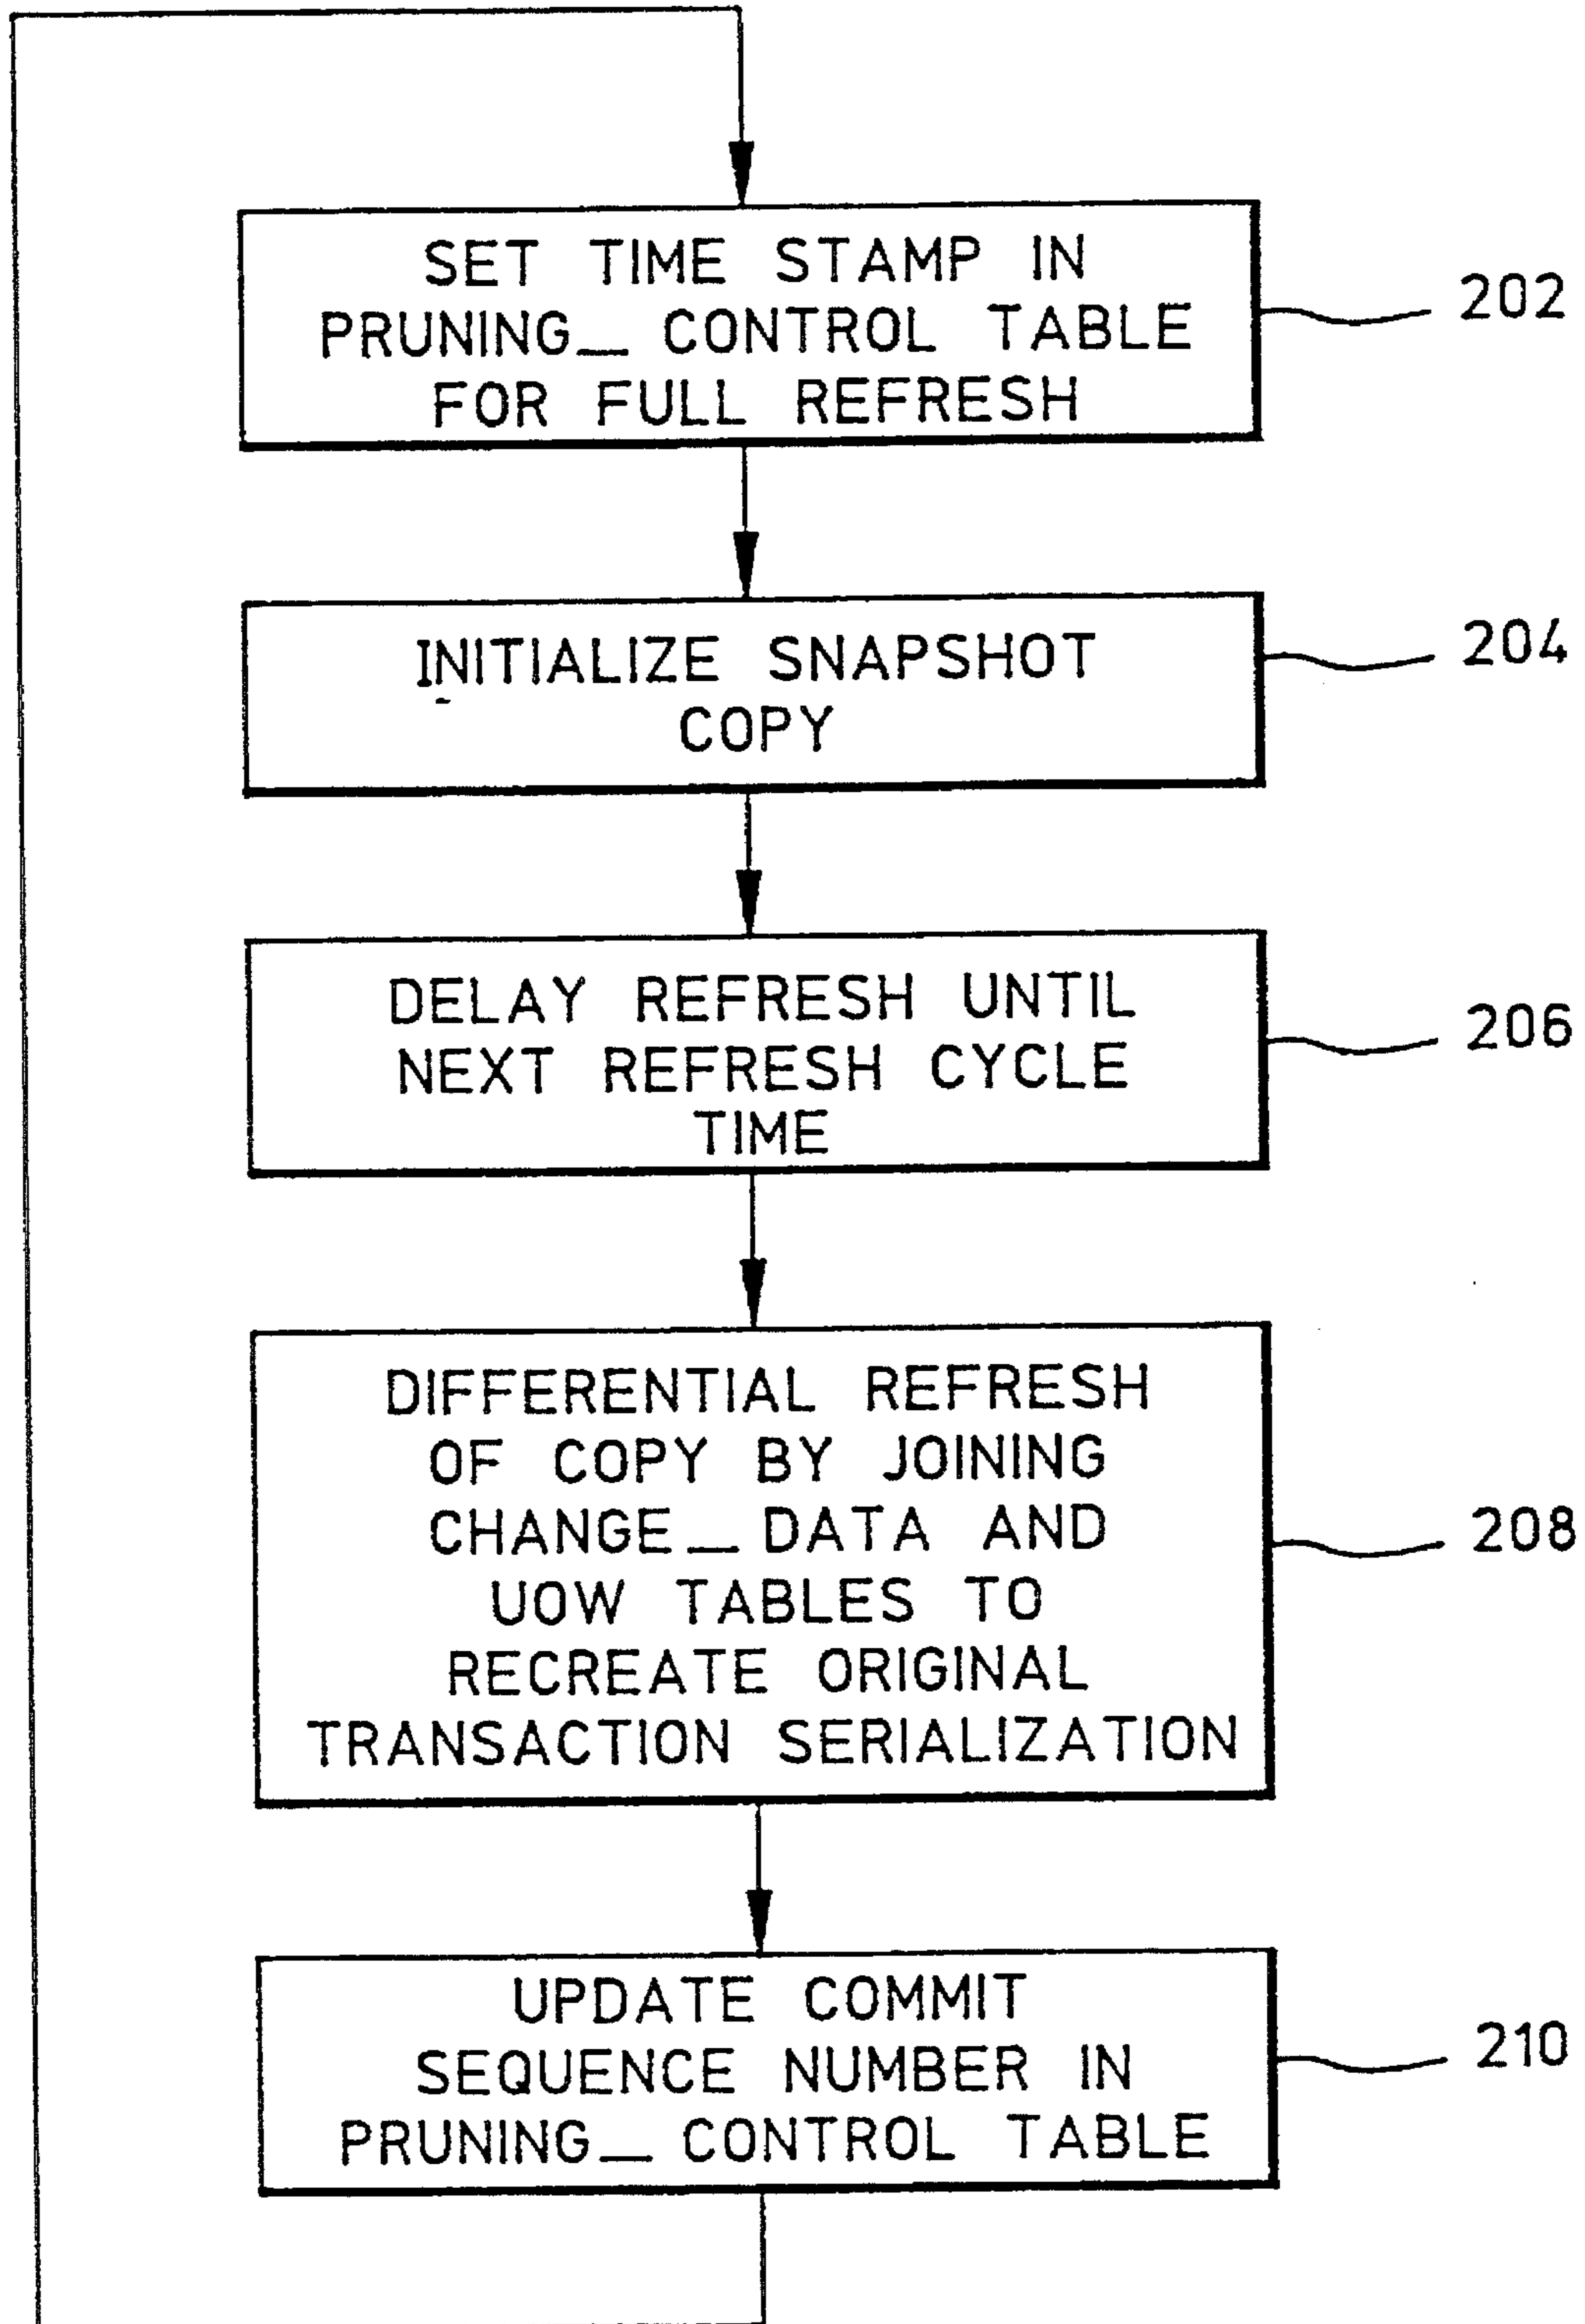 SET TIME STAMP IN
PRUNING_ CONTROL TABLE
FOR FULL REFRESH
202
INITIALIZE SNAPSHOT
COPY
204
DELAY REFRESH UNTIL
NEXT REFRESH CYCLE
TIME
206
DIFFERENTIAL REFRESH
OF COPY BY JOINING
CHANGE_ DATA AND
UOW TABLES TO
RECREATE ORIGINAL
TRANSACTION SERIALIZATION
208
UPDATE COMMIT
SEQUENCE NUMBER IN
PRUNING_ CONTROL TABLE
210